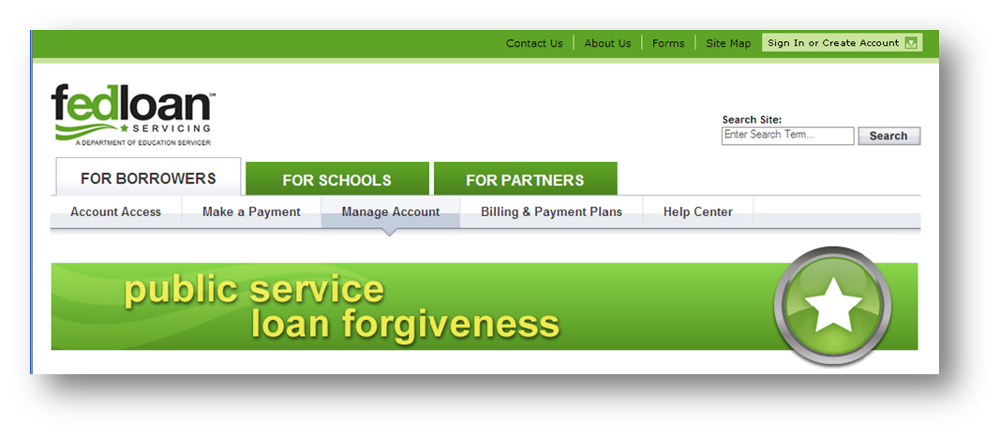 Contact Us About Us Forms Site Map Sign In or Create Account
fedloan™
SERVICING
A DEPARTMENT OF EDUCATION SERVICER
Search Site:
Enter Search Term... Search
FOR BORROWERS FOR SCHOOLS FOR PARTNERS
Account Access Make a Payment Manage Account Billing & Payment Plans Help Center
public service
loan forgiveness